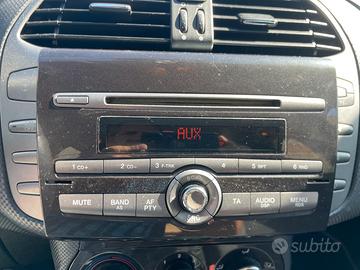 AUX
1 CD+ 2 CD- 3 F-TRK 4 5 RPT 6 RND
MUTE BAND AS AF PTY TA AUDIO DSP MENU
subito